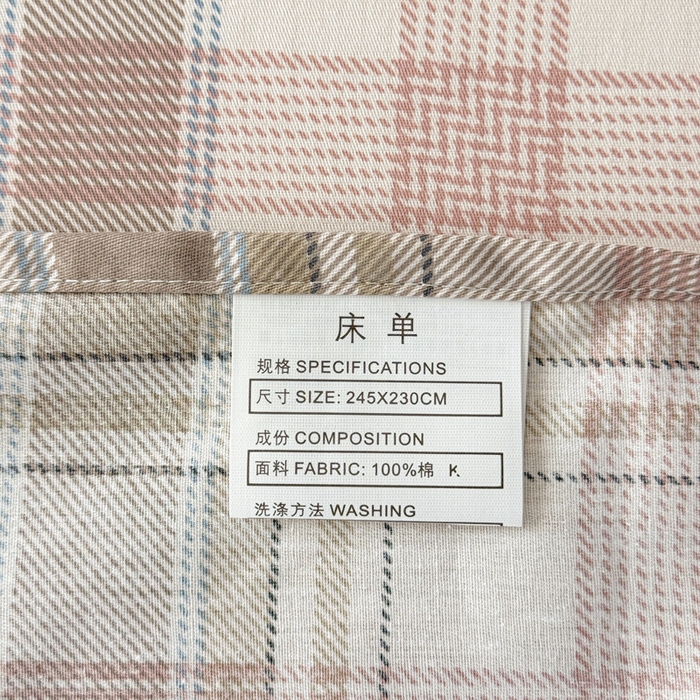 床单
规格 SPECIFICATIONS
尺寸 SIZE: 245X230CM
成份 COMPOSITION
面料 FABRIC: 100%棉 K
洗涤方法 WASHING